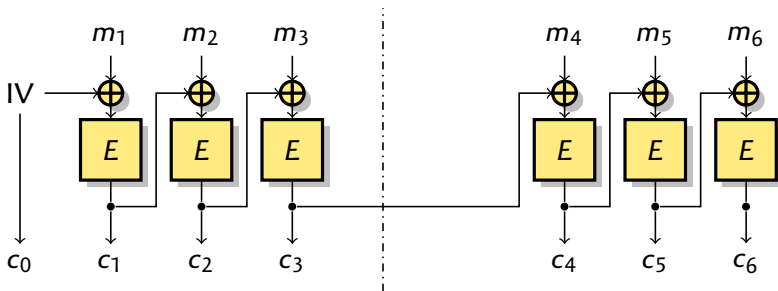 m₁ m₂ m₃ m₄ m₅ m₆
IV
E E E E E E
c₀ c₁ c₂ c₃ c₄ c₅ c₆